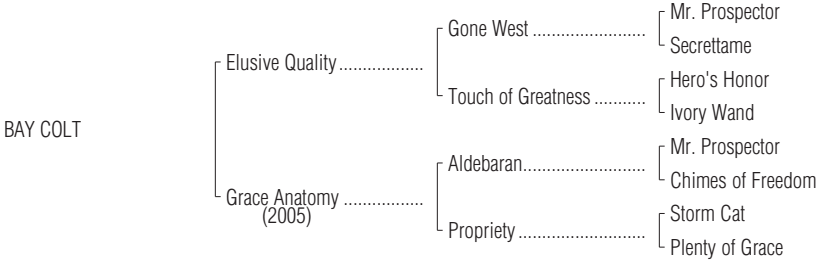 Mr. Prospector
Gone West ........................
Secrettame
Elusive Quality..................
Hero's Honor
Touch of Greatness ...........
Ivory Wand
BAY COLT
Mr. Prospector
Aldebaran..........................
Chimes of Freedom
Grace Anatomy .................
(2005)
Storm Cat
Propriety ...........................
Plenty of Grace